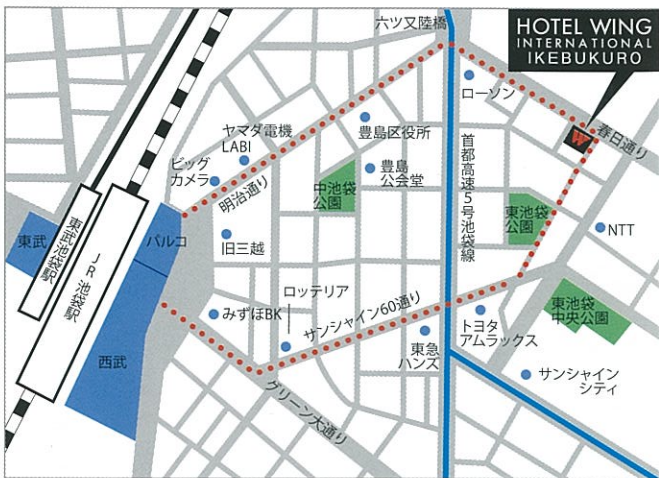 六ツ又陸橋
HOTEL WING
INTERNATIONAL
IKEBUKURO
ローソン
春日通り
ヤマダ電機
LABI
豊島区役所
ビッグ
カメラ
明治通り
中池袋
公園
豊島
公会堂
首都高速5号池袋線
東池袋
公園
NTT
東武
東武池袋駅
JR 池袋駅
パルコ
旧三越
ロッテリア
みずほBK
サンシャイン60通り
東急
ハンズ
トヨタ
アムラックス
東池袋
中央公園
西武
グリーン大通り
サンシャイン
シティ
W